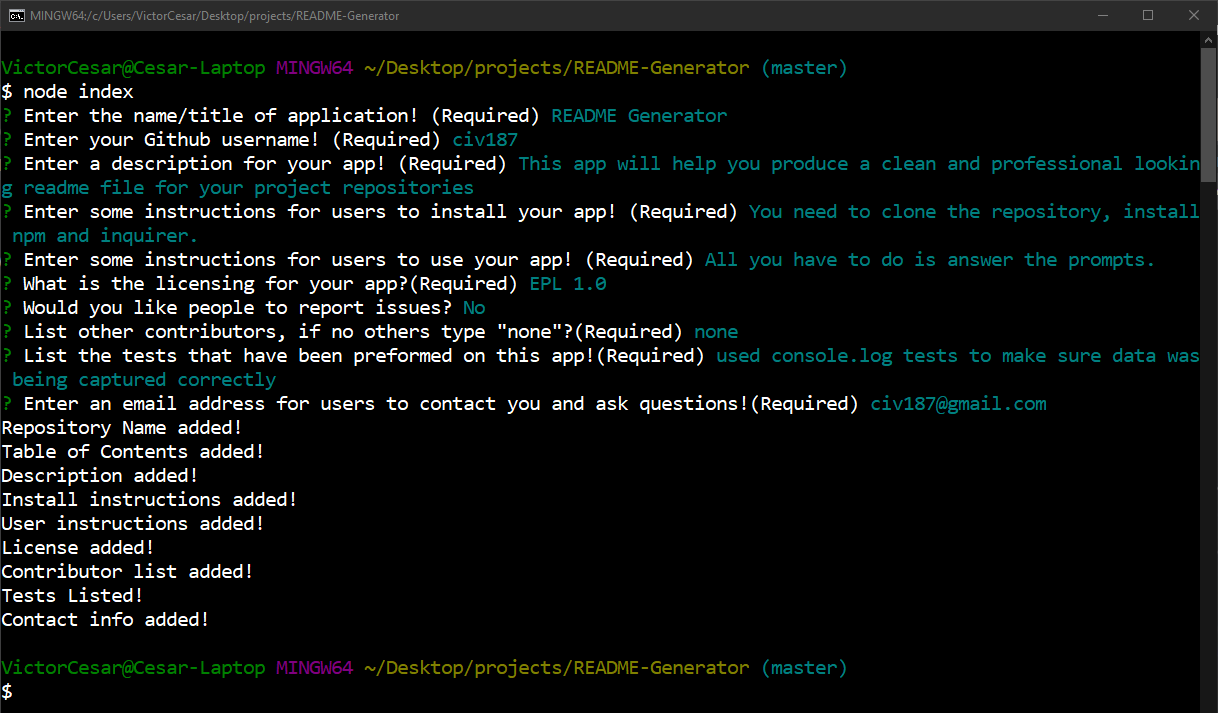 MINGW64:/c/Users/VictorCesar/Desktop/projects/README-Generator
VictorCesar@Cesar-Laptop MINGW64 ~/Desktop/projects/README-Generator (master)
$ node index
? Enter the name/title of application! (Required) README Generator
? Enter your Github username! (Required) civ187
? Enter a description for your app! (Required) This app will help you produce a clean and professional lookin
g readme file for your project repositories
? Enter some instructions for users to install your app! (Required) You need to clone the repository, install
 npm and inquirer.
? Enter some instructions for users to use your app! (Required) All you have to do is answer the prompts.
? What is the licensing for your app?(Required) EPL 1.0
? Would you like people to report issues? No
? List other contributors, if no others type "none"?(Required) none
? List the tests that have been preformed on this app!(Required) used console.log tests to make sure data was
 being captured correctly
? Enter an email address for users to contact you and ask questions!(Required) civ187@gmail.com
Repository Name added!
Table of Contents added!
Description added!
Install instructions added!
User instructions added!
License added!
Contributor list added!
Tests Listed!
Contact info added!
VictorCesar@Cesar-Laptop MINGW64 ~/Desktop/projects/README-Generator (master)
$